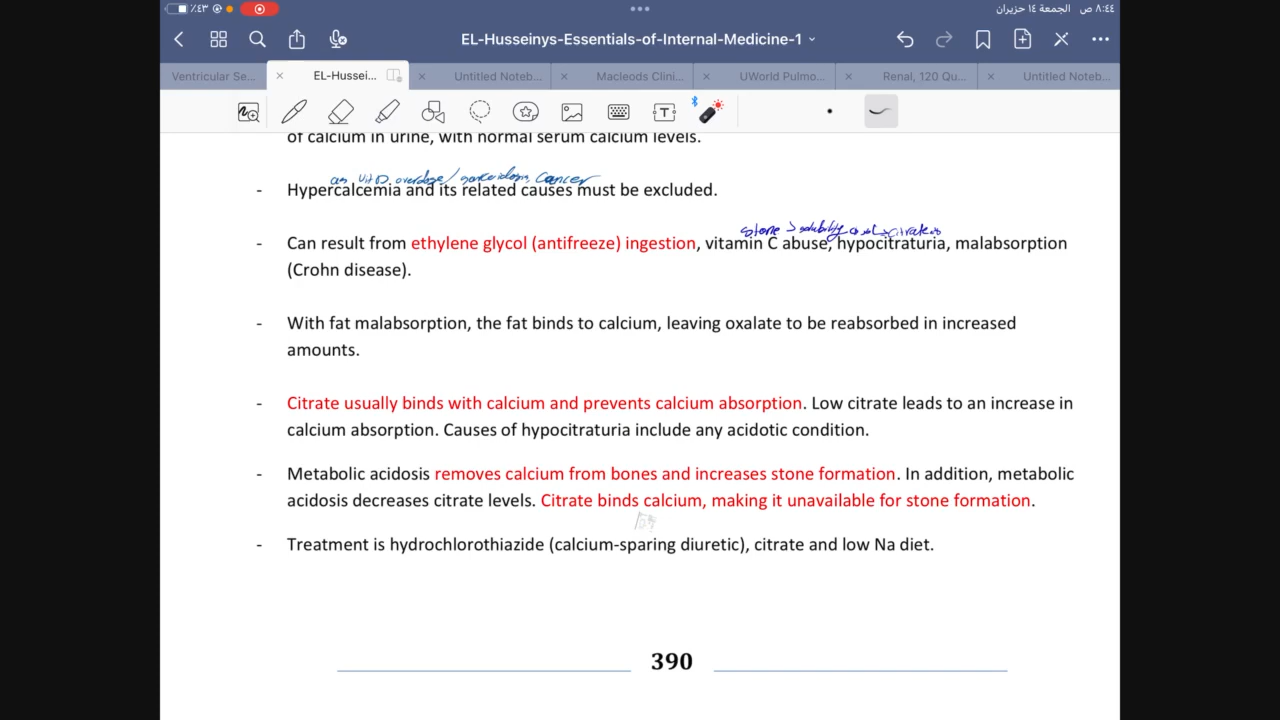 ٪٤٣
٨:٤٤ ص الجمعة ١٤ حزيران
EL-Husseinys-Essentials-of-Internal-Medicine-1
Ventricular Se...
EL-Hussei...
Untitled Noteb...
Macleods Clini...
UWorld Pulmo...
Renal, 120 Qu...
Untitled Noteb...
of calcium in urine, with normal serum calcium levels.
as Vit D overdose / sarcoidosis, Cancer
- Hypercalcemia and its related causes must be excluded.
stone > solubility citrate
- Can result from ethylene glycol (antifreeze) ingestion, vitamin C abuse, hypocitraturia, malabsorption
(Crohn disease).
- With fat malabsorption, the fat binds to calcium, leaving oxalate to be reabsorbed in increased
amounts.
- Citrate usually binds with calcium and prevents calcium absorption. Low citrate leads to an increase in
calcium absorption. Causes of hypocitraturia include any acidotic condition.
- Metabolic acidosis removes calcium from bones and increases stone formation. In addition, metabolic
acidosis decreases citrate levels. Citrate binds calcium, making it unavailable for stone formation.
- Treatment is hydrochlorothiazide (calcium-sparing diuretic), citrate and low Na diet.
390